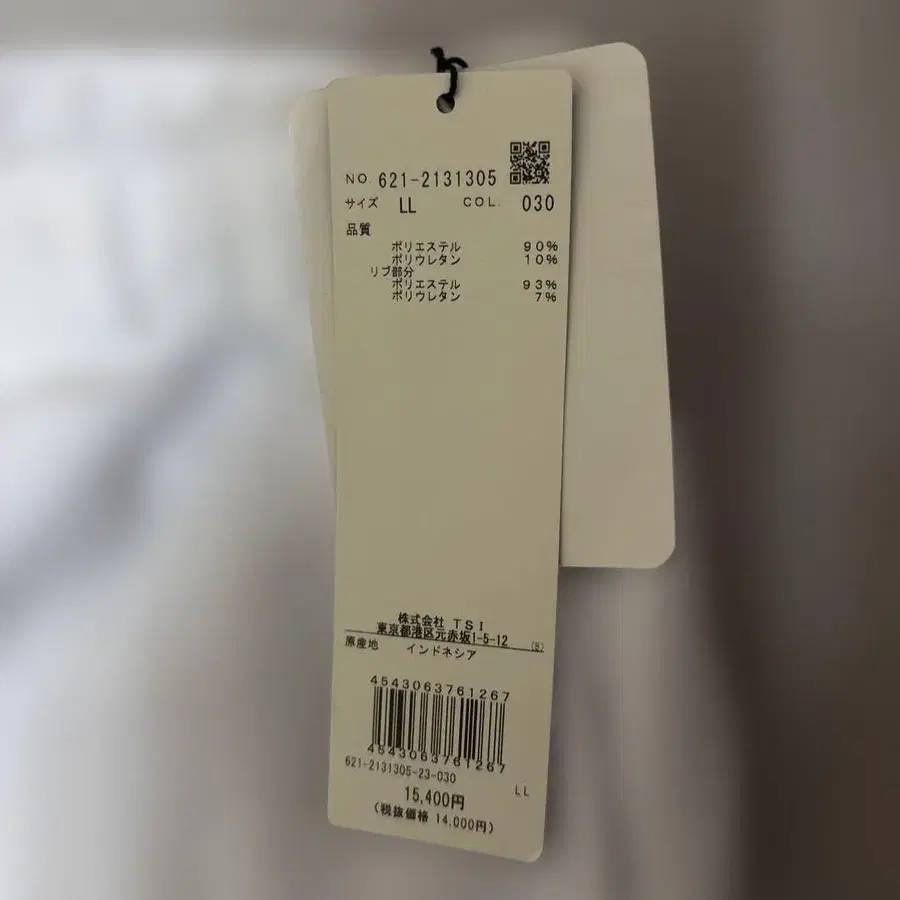 NO. 621-2131305
サイズ LL COL. 030
品質
ポリエステル 90%
ポリウレタン 10%
リブ部分
ポリエステル 93%
ポリウレタン 7%
株式会社 TSI
東京都港区元赤坂1-5-12 (B)
原産地 インドネシア
4543063761267
4543063761267
621-2131305-23-030
LL
15,400円
(税抜価格 14,000円)